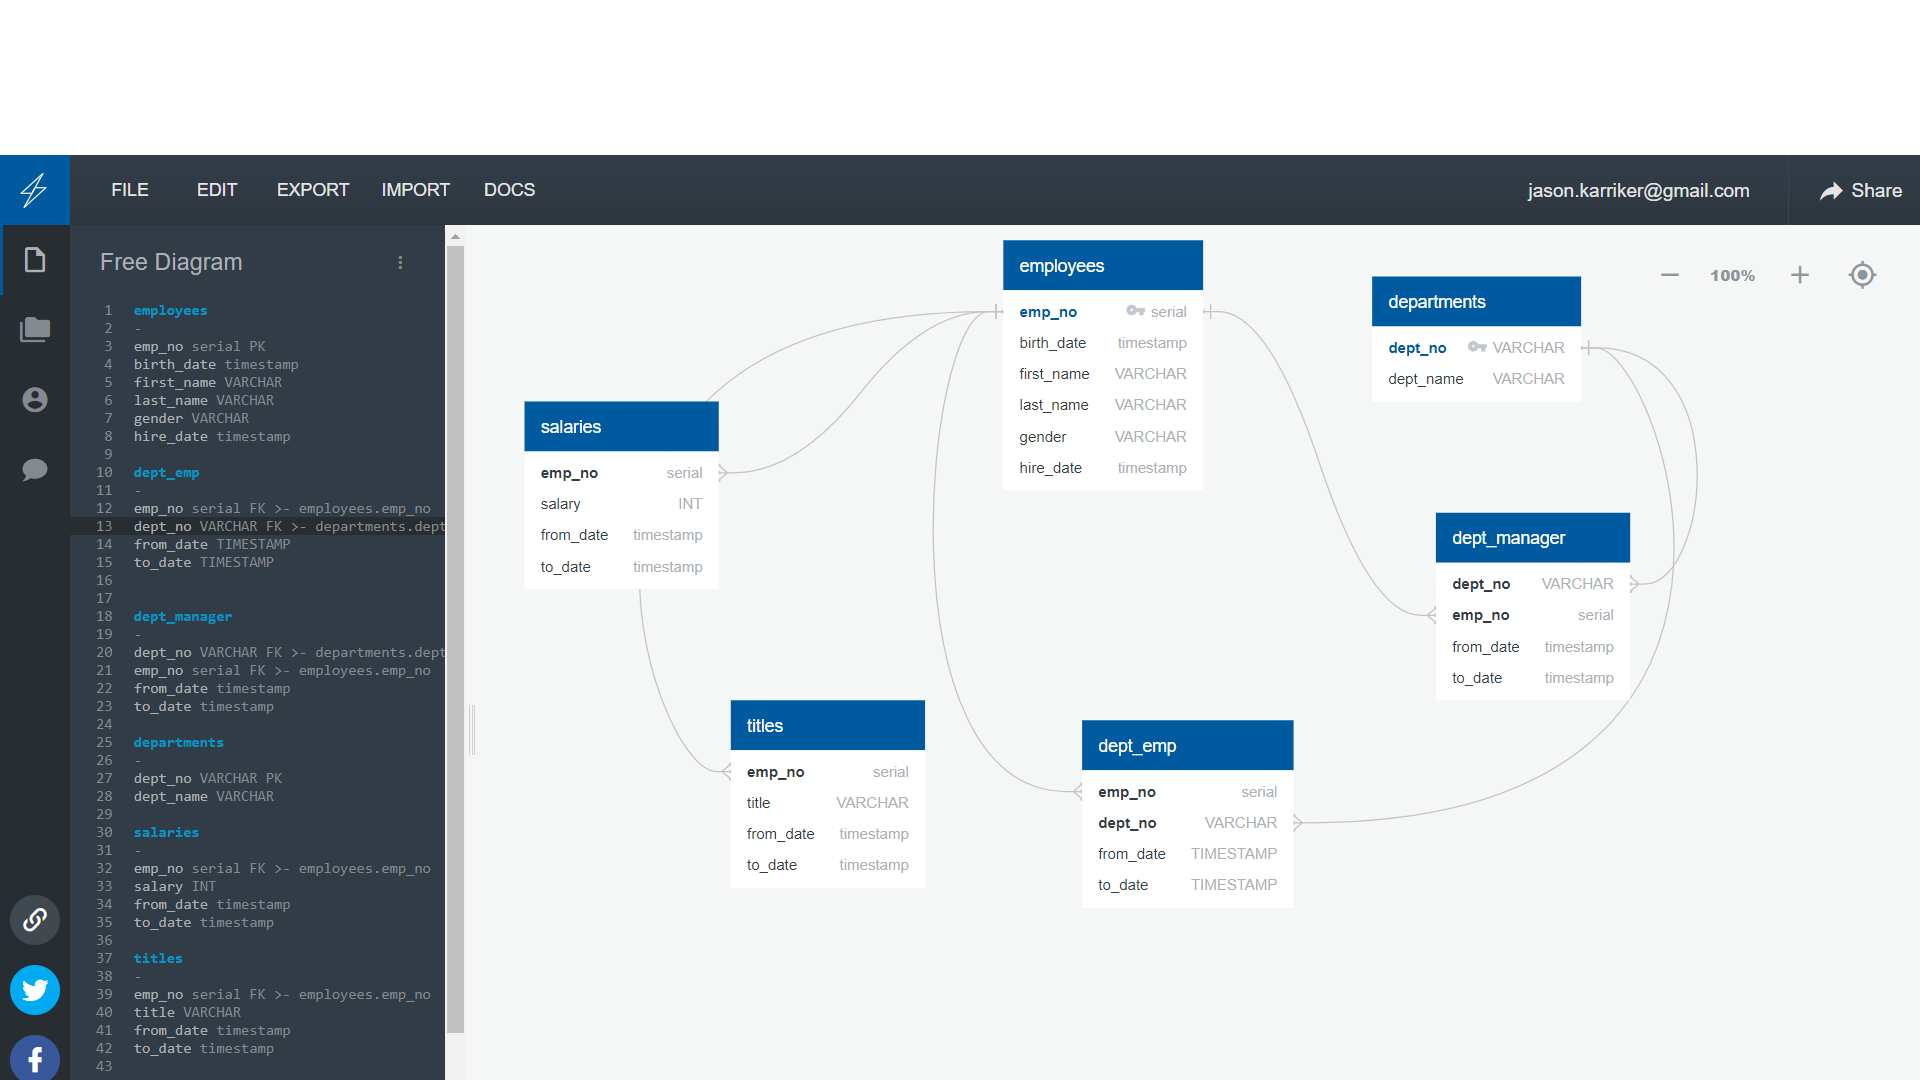 FILE EDIT EXPORT IMPORT DOCS jason.karriker@gmail.com Share
Free Diagram
1 employees
2 -
3 emp_no serial PK
4 birth_date timestamp
5 first_name VARCHAR
6 last_name VARCHAR
7 gender VARCHAR
8 hire_date timestamp
9
10 dept_emp
11 -
12 emp_no serial FK >- employees.emp_no
13 dept_no VARCHAR FK >- departments.dept
14 from_date TIMESTAMP
15 to_date TIMESTAMP
16
17
18 dept_manager
19 -
20 dept_no VARCHAR FK >- departments.dept
21 emp_no serial FK >- employees.emp_no
22 from_date timestamp
23 to_date timestamp
24
25 departments
26 -
27 dept_no VARCHAR PK
28 dept_name VARCHAR
29
30 salaries
31 -
32 emp_no serial FK >- employees.emp_no
33 salary INT
34 from_date timestamp
35 to_date timestamp
36
37 titles
38 -
39 emp_no serial FK >- employees.emp_no
40 title VARCHAR
41 from_date timestamp
42 to_date timestamp
43
employees
emp_no serial
birth_date timestamp
first_name VARCHAR
last_name VARCHAR
gender VARCHAR
hire_date timestamp
departments
dept_no VARCHAR
dept_name VARCHAR
100%
salaries
emp_no serial
salary INT
from_date timestamp
to_date timestamp
dept_manager
dept_no VARCHAR
emp_no serial
from_date timestamp
to_date timestamp
titles
emp_no serial
title VARCHAR
from_date timestamp
to_date timestamp
dept_emp
emp_no serial
dept_no VARCHAR
from_date TIMESTAMP
to_date TIMESTAMP